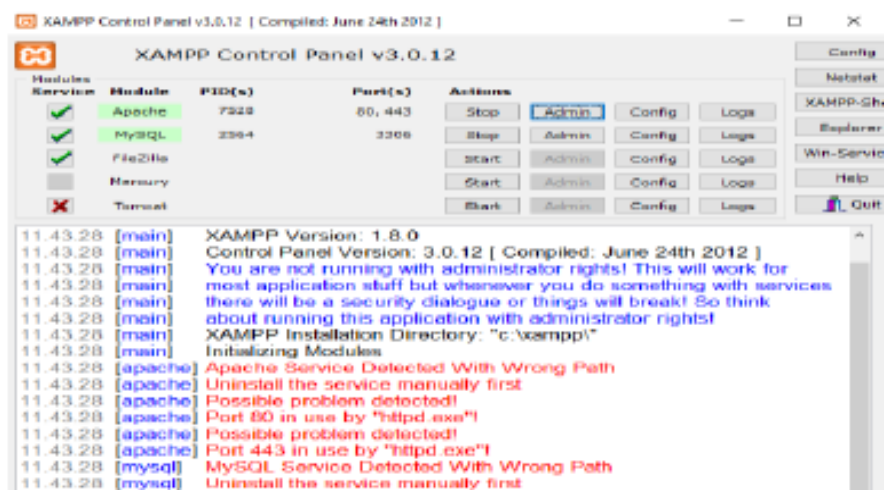 XAMPP Control Panel v3.0.12 [ Compiled: June 24th 2012 ]
XAMPP Control Panel v3.0.12
Config
Modules
Service Module PID(s) Port(s) Actions
Netstat
Apache 7528 80, 443 Stop Admin Config Logs
XAMPP-She
MySQL 2564 3306 Stop Admin Config Logs
Explorer
FileZilla Start Admin Config Logs
Win-Servic
Mercury Start Admin Config Logs
Help
Tomcat Start Admin Config Logs
Quit
11.43.28 [main] XAMPP Version: 1.8.0
11.43.28 [main] Control Panel Version: 3.0.12 [ Compiled: June 24th 2012 ]
11.43.28 [main] You are not running with administrator rights! This will work for
11.43.28 [main] most application stuff but whenever you do something with services
11.43.28 [main] there will be a security dialogue or things will break! So think
11.43.28 [main] about running this application with administrator rights!
11.43.28 [main] XAMPP Installation Directory: "c:\xampp\"
11.43.28 [main] Initializing Modules
11.43.28 [apache] Apache Service Detected With Wrong Path
11.43.28 [apache] Uninstall the service manually first
11.43.28 [apache] Possible problem detected!
11.43.28 [apache] Port 80 in use by "httpd.exe"!
11.43.28 [apache] Possible problem detected!
11.43.28 [apache] Port 443 in use by "httpd.exe"!
11.43.28 [mysql] MySQL Service Detected With Wrong Path
11.43.28 [mysql] Uninstall the service manually first